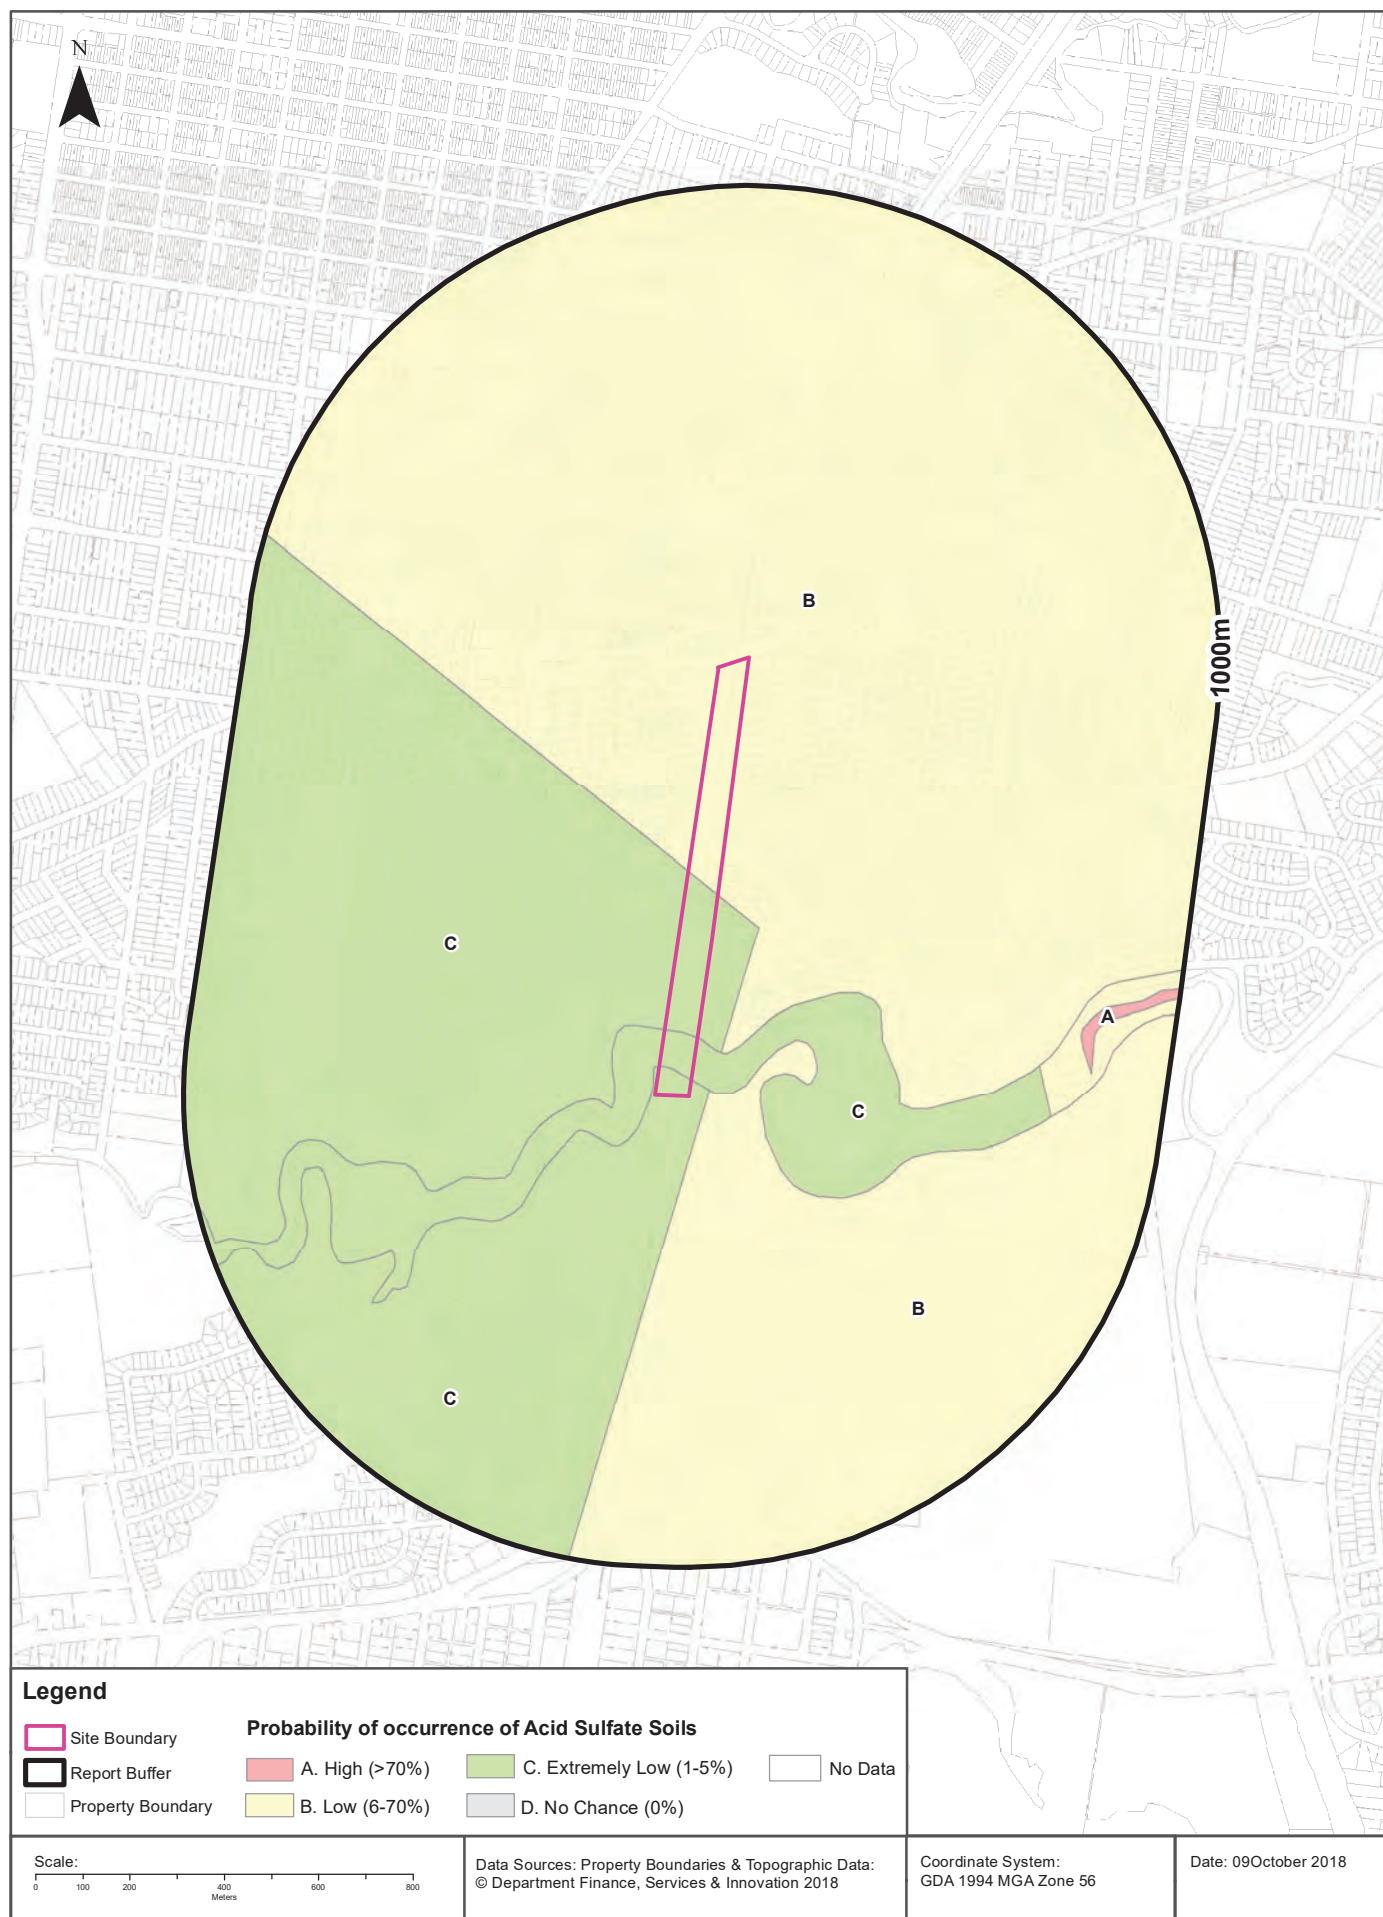 N
B
1000m
C
A
C
B
C
Legend
Site Boundary
Report Buffer
Property Boundary
Probability of occurrence of Acid Sulfate Soils
A. High (>70%)
C. Extremely Low (1-5%)
No Data
B. Low (6-70%)
D. No Chance (0%)
Scale:
0 100 200 400 600 800
Meters
Data Sources: Property Boundaries & Topographic Data:
© Department Finance, Services & Innovation 2018
Coordinate System:
GDA 1994 MGA Zone 56
Date: 09October 2018